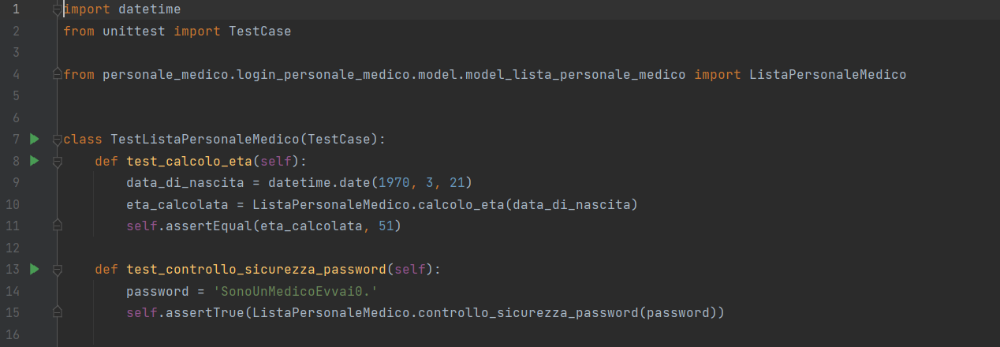 1 import datetime
2 from unittest import TestCase
3
4 from personale_medico.login_personale_medico.model.model_lista_personale_medico import ListaPersonaleMedico
5
6
7 class TestListaPersonaleMedico(TestCase):
8     def test_calcolo_eta(self):
9         data_di_nascita = datetime.date(1970, 3, 21)
10         eta_calcolata = ListaPersonaleMedico.calcolo_eta(data_di_nascita)
11         self.assertEqual(eta_calcolata, 51)
12
13     def test_controllo_sicurezza_password(self):
14         password = 'SonoUnMedicoEvvai0.'
15         self.assertTrue(ListaPersonaleMedico.controllo_sicurezza_password(password))
16